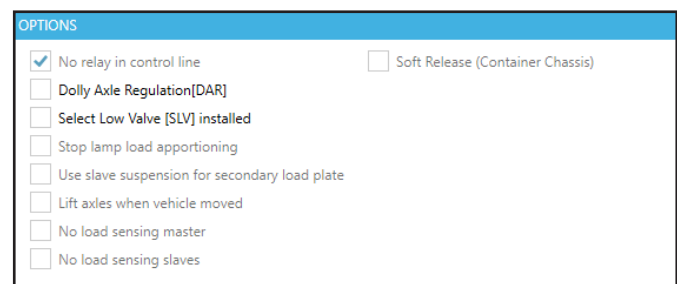 OPTIONS
No relay in control line
Soft Release (Container Chassis)
Dolly Axle Regulation[DAR]
Select Low Valve [SLV] installed
Stop lamp load apportioning
Use slave suspension for secondary load plate
Lift axles when vehicle moved
No load sensing master
No load sensing slaves